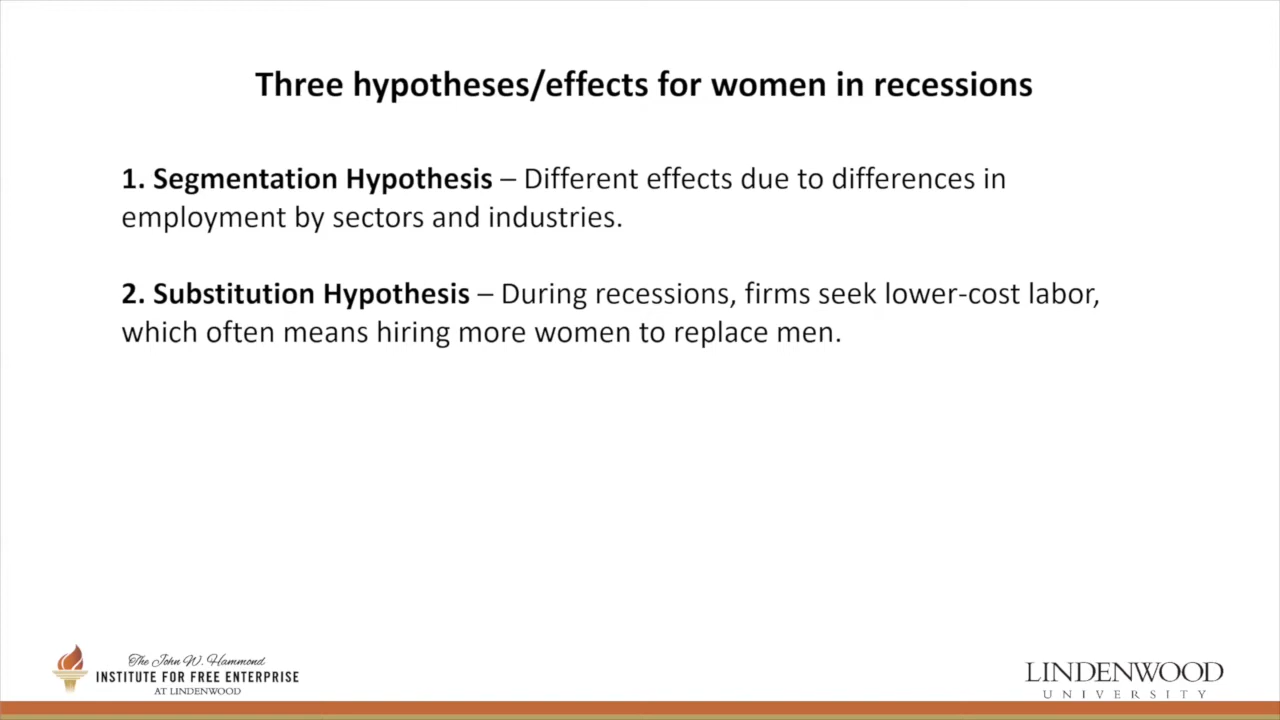 Three hypotheses/effects for women in recessions
1. Segmentation Hypothesis – Different effects due to differences in
employment by sectors and industries.
2. Substitution Hypothesis – During recessions, firms seek lower-cost labor,
which often means hiring more women to replace men.
The John W. Hammond
INSTITUTE FOR FREE ENTERPRISE
AT LINDENWOOD
LINDENWOOD
UNIVERSITY